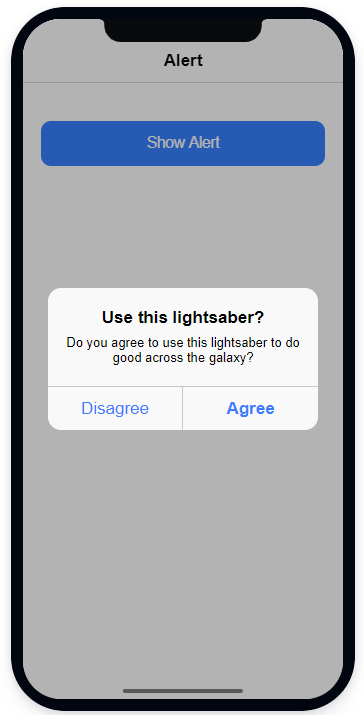 Alert
Show Alert
Use this lightsaber?
Do you agree to use this lightsaber to do
good across the galaxy?
Disagree
Agree